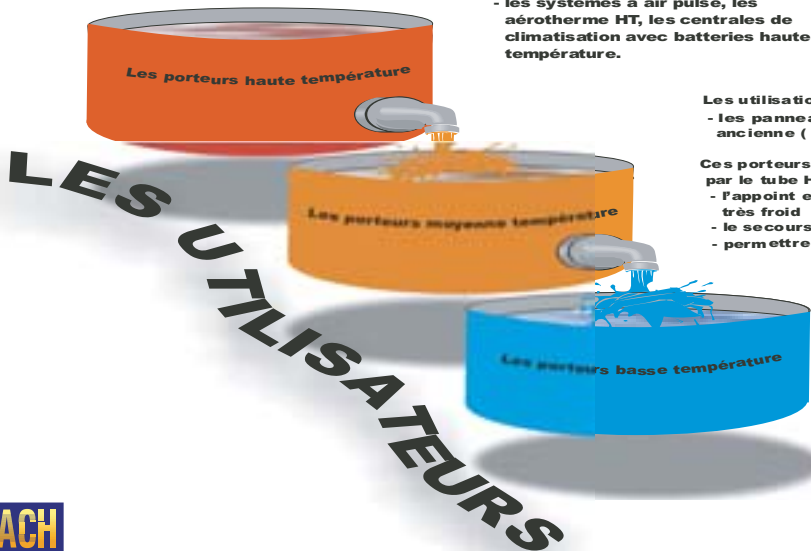 - les systèmes à air pulsé, les
aérotherme HT, les centrales de
climatisation avec batteries haute
température.
Les porteurs haute température
Les utilisatio
- les pannea
ancienne (
Ces porteurs
par le tube H
- l'appoint e
très froid
- le secours
- permettre
Les porteurs moyenne température
Les porteurs basse température
LES UTILISATEURS
ACH